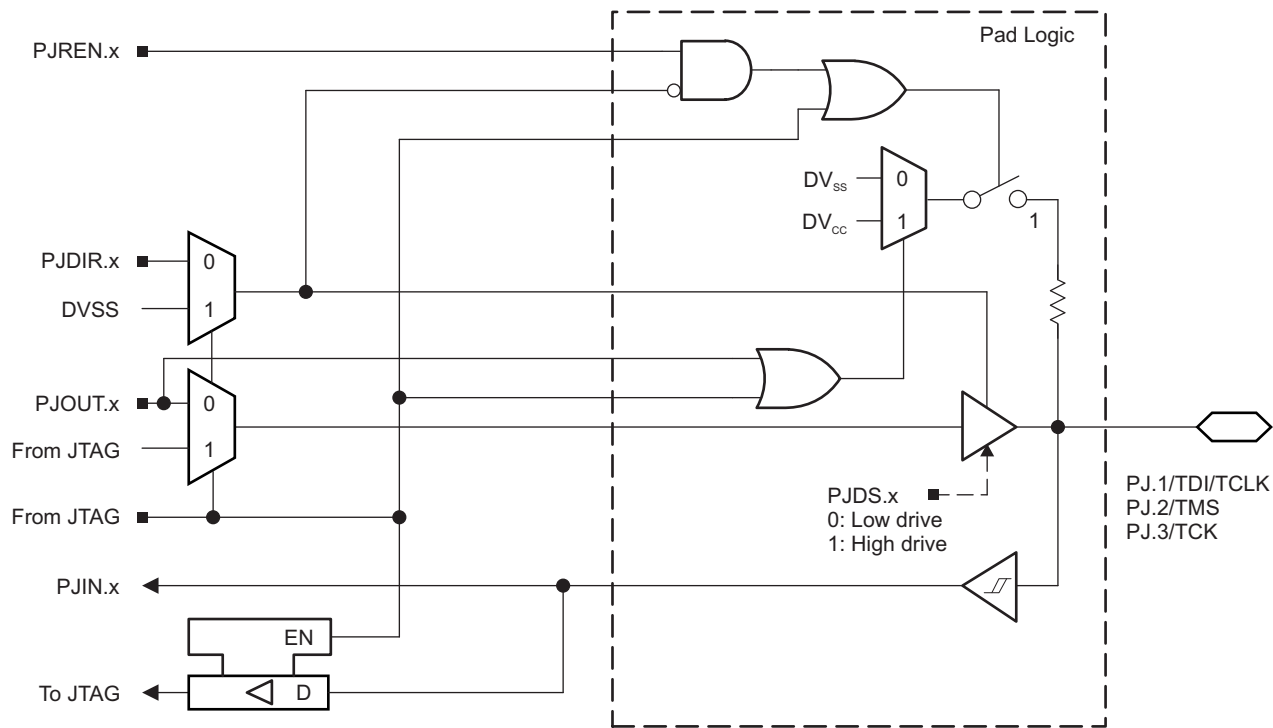 Pad Logic
PJREN.x
DVSS 0
DVCC 1
1
PJDIR.x 0
DVSS 1
PJOUT.x 0
From JTAG 1
PJDS.x
0: Low drive
1: High drive
PJ.1/TDI/TCLK
PJ.2/TMS
PJ.3/TCK
From JTAG
PJIN.x
EN
To JTAG D